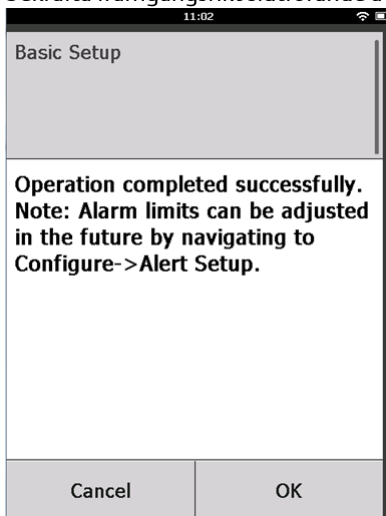 11:02
Basic Setup
Operation completed successfully.
Note: Alarm limits can be adjusted
in the future by navigating to
Configure->Alert Setup.
Cancel
OK